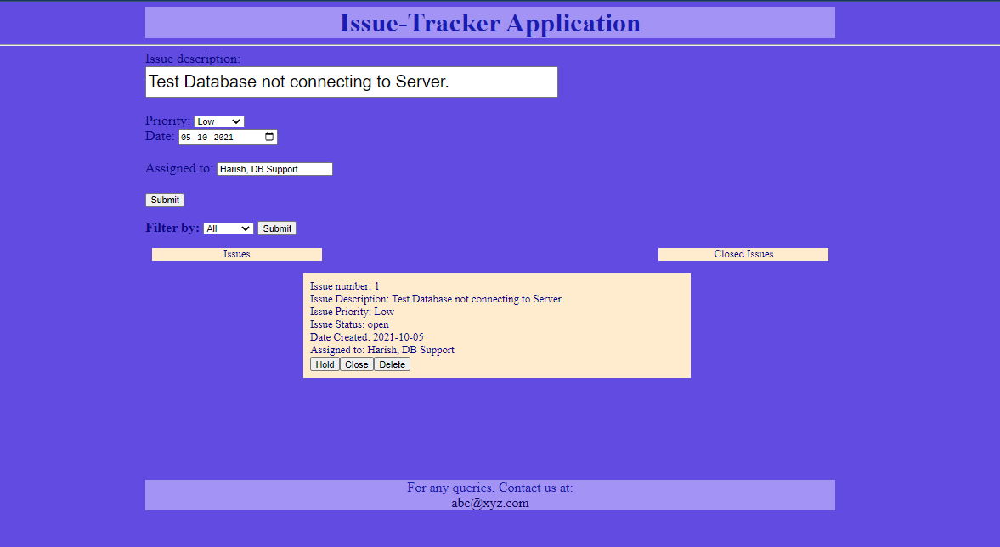 Issue-Tracker Application
Issue description:
Test Database not connecting to Server.
Priority: Low
Date: 05-10-2021
Assigned to: Harish, DB Support
Submit
Filter by: All Submit
Issues Closed Issues
Issue number: 1
Issue Description: Test Database not connecting to Server.
Issue Priority: Low
Issue Status: open
Date Created: 2021-10-05
Assigned to: Harish, DB Support
Hold Close Delete
For any queries, Contact us at:
abc@xyz.com